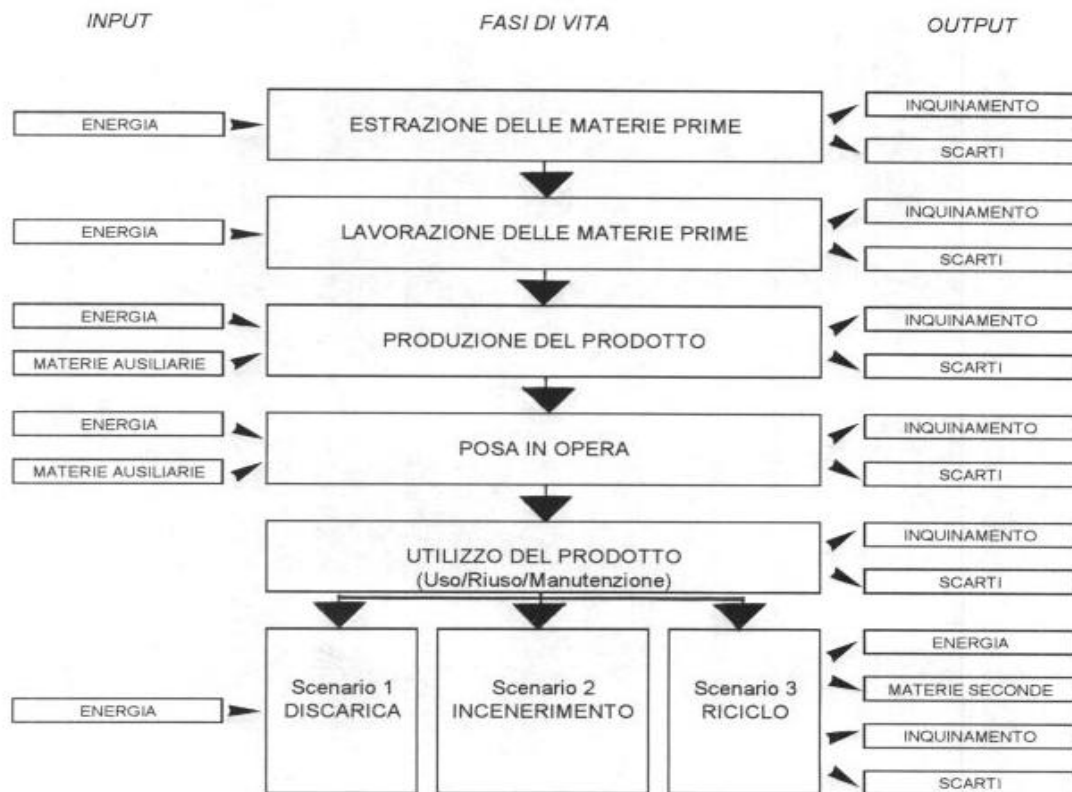 INPUT FASI DI VITA OUTPUT
ENERGIA
ESTRAZIONE DELLE MATERIE PRIME
INQUINAMENTO
SCARTI
ENERGIA
LAVORAZIONE DELLE MATERIE PRIME
INQUINAMENTO
SCARTI
ENERGIA
MATERIE AUSILIARIE
PRODUZIONE DEL PRODOTTO
INQUINAMENTO
SCARTI
ENERGIA
MATERIE AUSILIARIE
POSA IN OPERA
INQUINAMENTO
SCARTI
UTILIZZO DEL PRODOTTO
(Uso/Riuso/Manutenzione)
INQUINAMENTO
SCARTI
ENERGIA
Scenario 1
DISCARICA
Scenario 2
INCENERIMENTO
Scenario 3
RICICLO
ENERGIA
MATERIE SECONDE
INQUINAMENTO
SCARTI